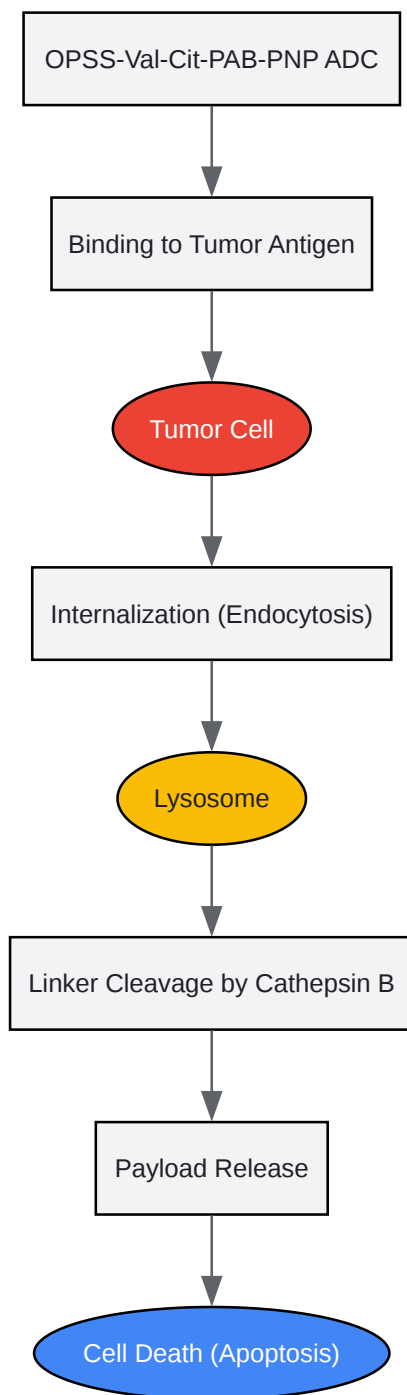 OPSS-Val-Cit-PAB-PNP ADC
Binding to Tumor Antigen
Tumor Cell
Internalization (Endocytosis)
Lysosome
Linker Cleavage by Cathepsin B
Payload Release
Cell Death (Apoptosis)